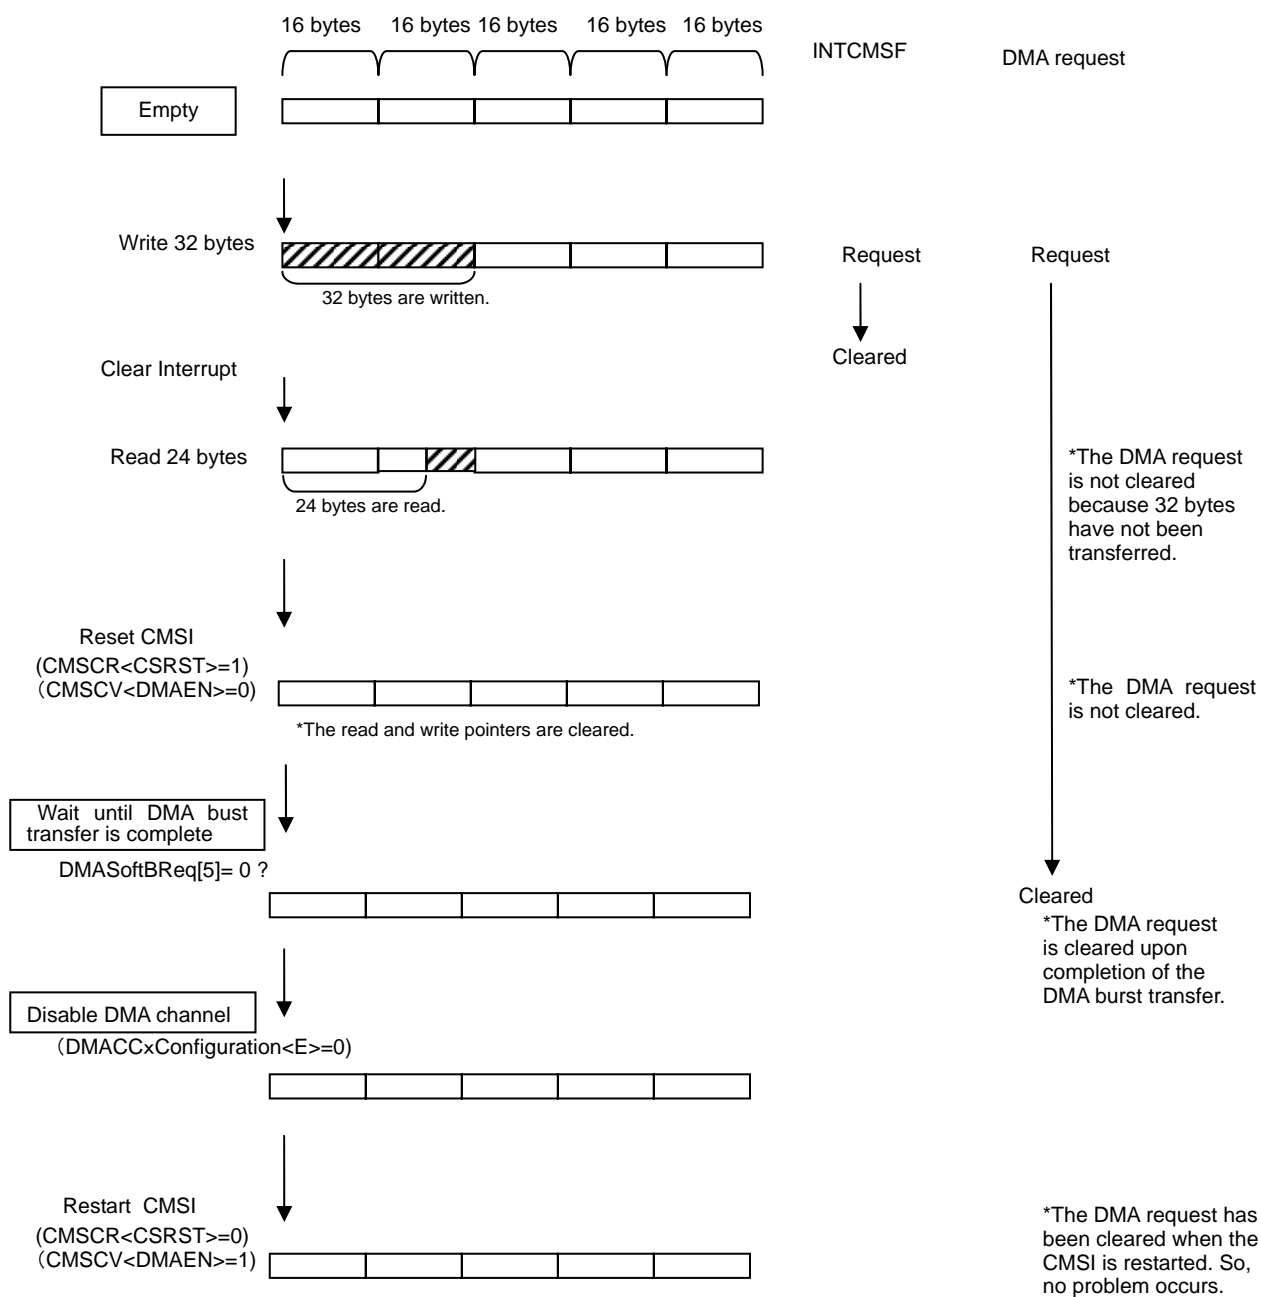 16 bytes 16 bytes 16 bytes 16 bytes 16 bytes
INTCMSF
DMA request
Empty
Write 32 bytes
Request
Request
32 bytes are written.
Cleared
Clear Interrupt
Read 24 bytes
*The DMA request
is not cleared
because 32 bytes
have not been
transferred.
24 bytes are read.
Reset CMSI
(CMSCR<CSRST>=1)
（CMSCV<DMAEN>=0)
*The DMA request
is not cleared.
*The read and write pointers are cleared.
Wait until DMA bust
transfer is complete
DMASoftBReq[5]= 0 ?
Cleared
*The DMA request
is cleared upon
completion of the
DMA burst transfer.
Disable DMA channel
（DMACCxConfiguration<E>=0)
Restart CMSI
(CMSCR<CSRST>=0)
（CMSCV<DMAEN>=1)
*The DMA request has
been cleared when the
CMSI is restarted. So,
no problem occurs.